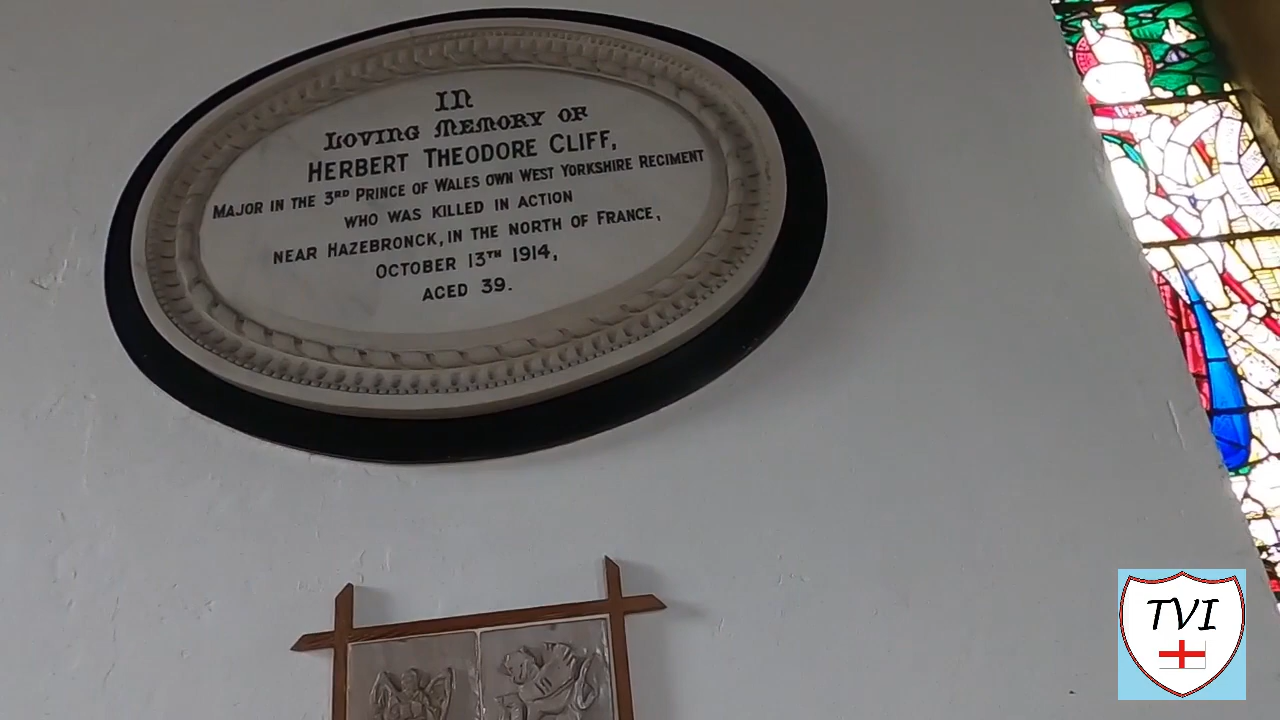 In
Loving Memory of
Herbert Theodore Cliff,
Major in the 3rd Prince of Wales own West Yorkshire Regiment
who was killed in action
near Hazebronck, in the north of France,
October 13th 1914,
aged 39.
TVI